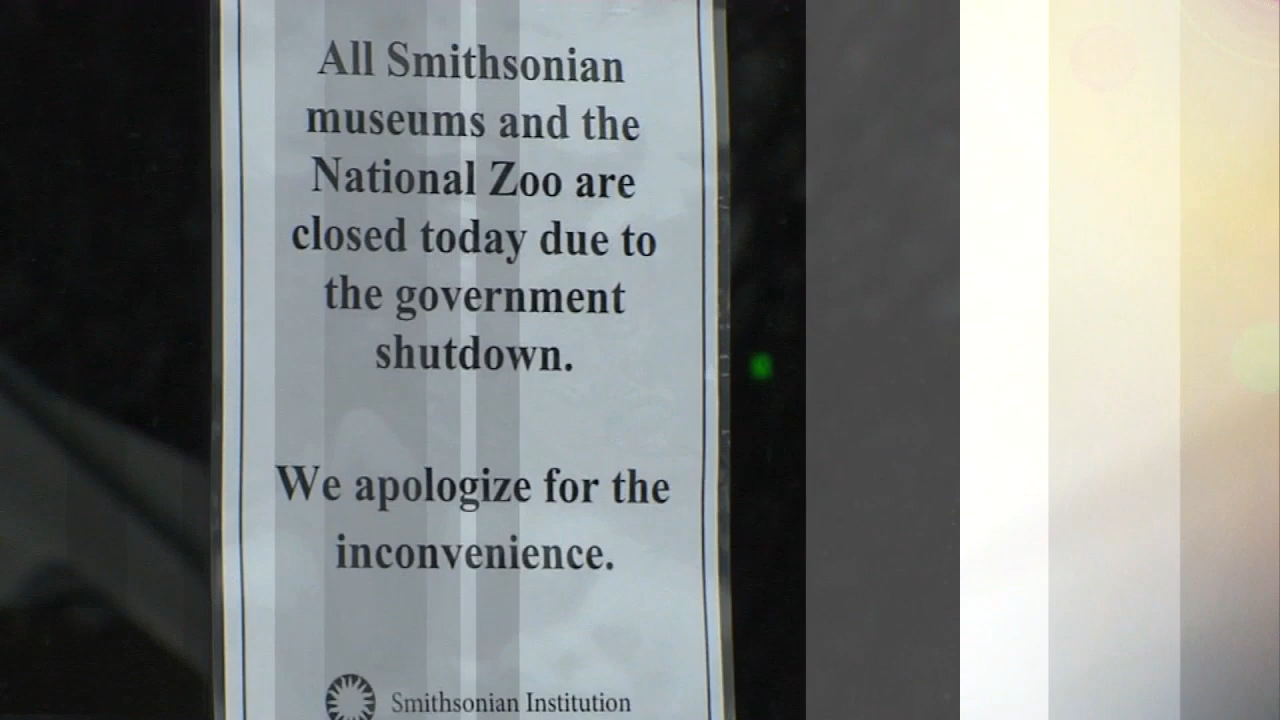 All Smithsonian
museums and the
National Zoo are
closed today due to
the government
shutdown.
We apologize for the
inconvenience.
Smithsonian Institution